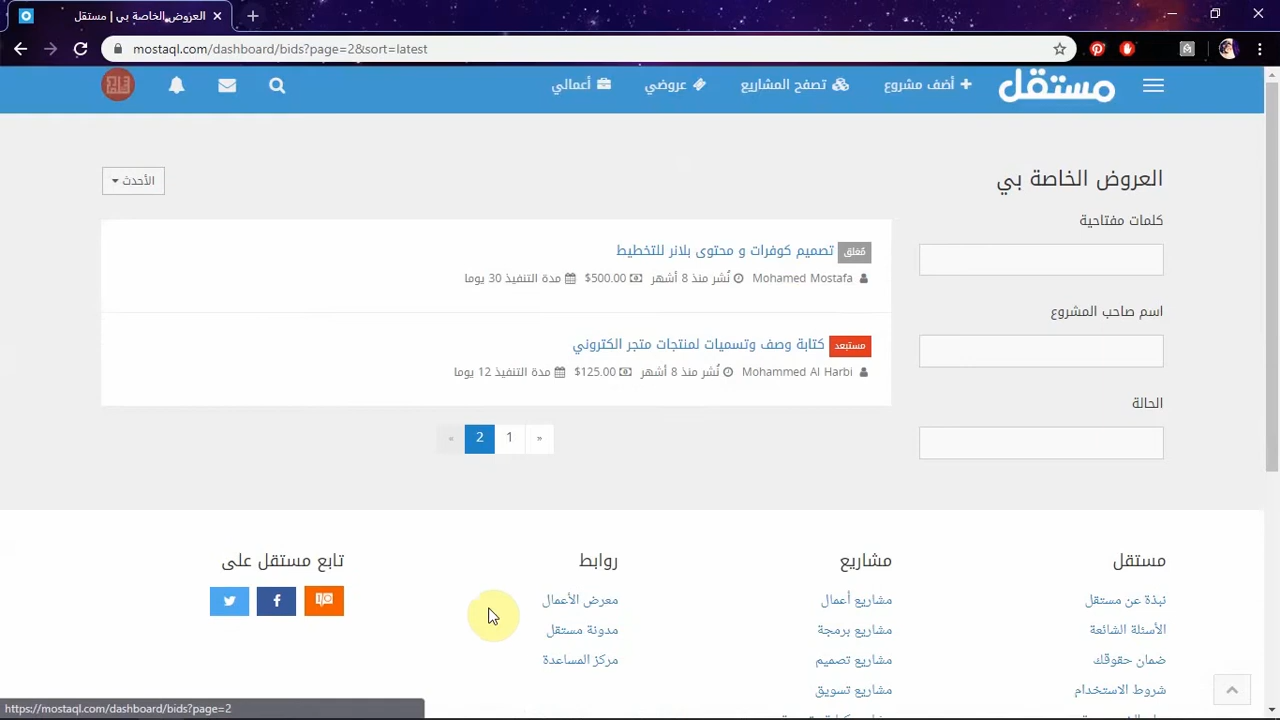 العروض الخاصة بي | مستقل
mostaql.com/dashboard/bids?page=2&sort=latest
مستقل
أضف مشروع
تصفح المشاريع
عروضي
أعمالي
العروض الخاصة بي
الأحدث
كلمات مفتاحية
اسم صاحب المشروع
الحالة
مُغلق تصميم كوفرات و محتوى بلانر للتخطيط
Mohamed Mostafa نُشر منذ 8 أشهر $500.00 مدة التنفيذ 30 يوما
مستبعد كتابة وصف وتسميات لمنتجات متجر الكتروني
Mohammed Al Harbi نُشر منذ 8 أشهر $125.00 مدة التنفيذ 12 يوما
« 1 2 »
مستقل
نبذة عن مستقل
الأسئلة الشائعة
ضمان حقوقك
شروط الاستخدام
مشاريع
مشاريع أعمال
مشاريع برمجة
مشاريع تصميم
مشاريع تسويق
روابط
معرض الأعمال
مدونة مستقل
مركز المساعدة
تابع مستقل على
https://mostaql.com/dashboard/bids?page=2